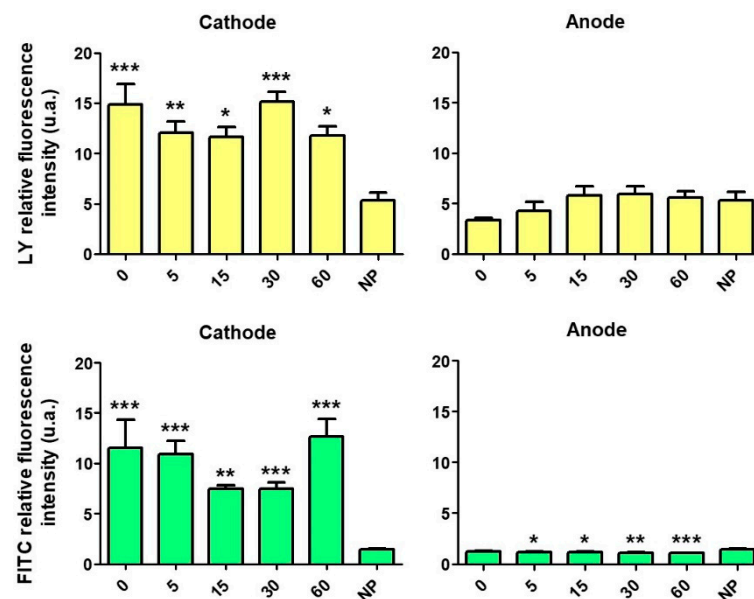 Cathode
Anode
LY relative fluorescence
intensity (u.a.)
20
15
10
5
0
*** ** * *** *
0 5 15 30 60 NP
20
15
10
5
0
0 5 15 30 60 NP
Cathode
Anode
FITC relative fluorescence
intensity (u.a.)
20
15
10
5
0
*** *** ** *** ***
0 5 15 30 60 NP
20
15
10
5
0
* * ** ***
0 5 15 30 60 NP